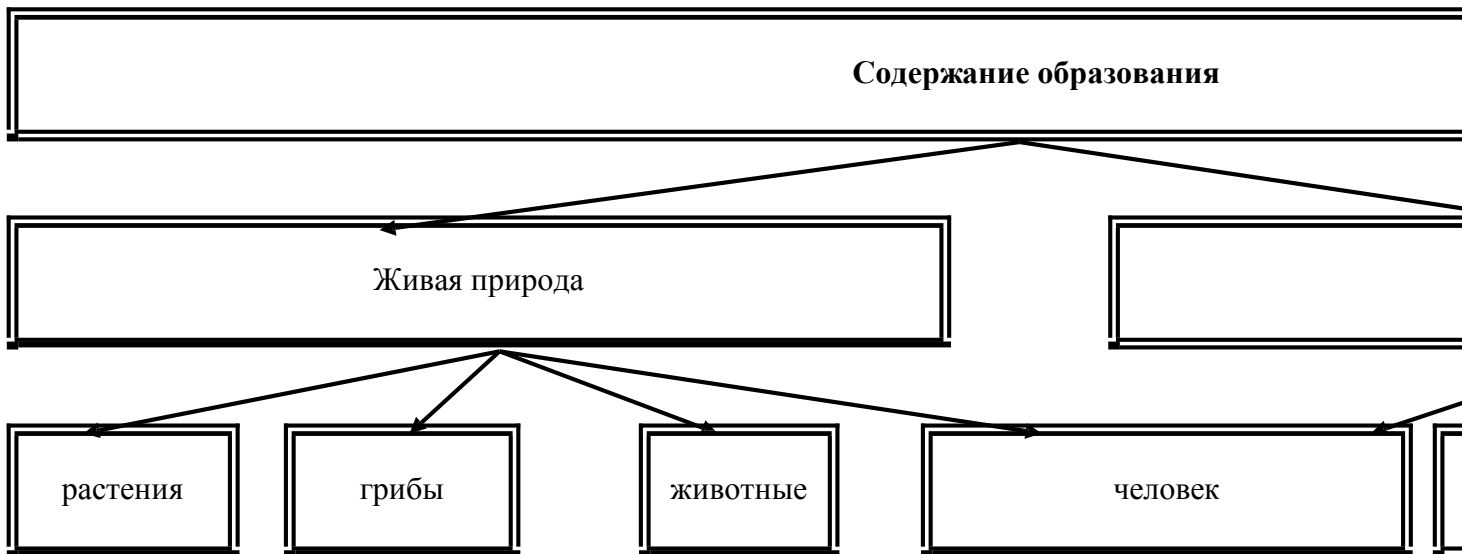 Содержание образования
Живая природа
растения
грибы
животные
человек